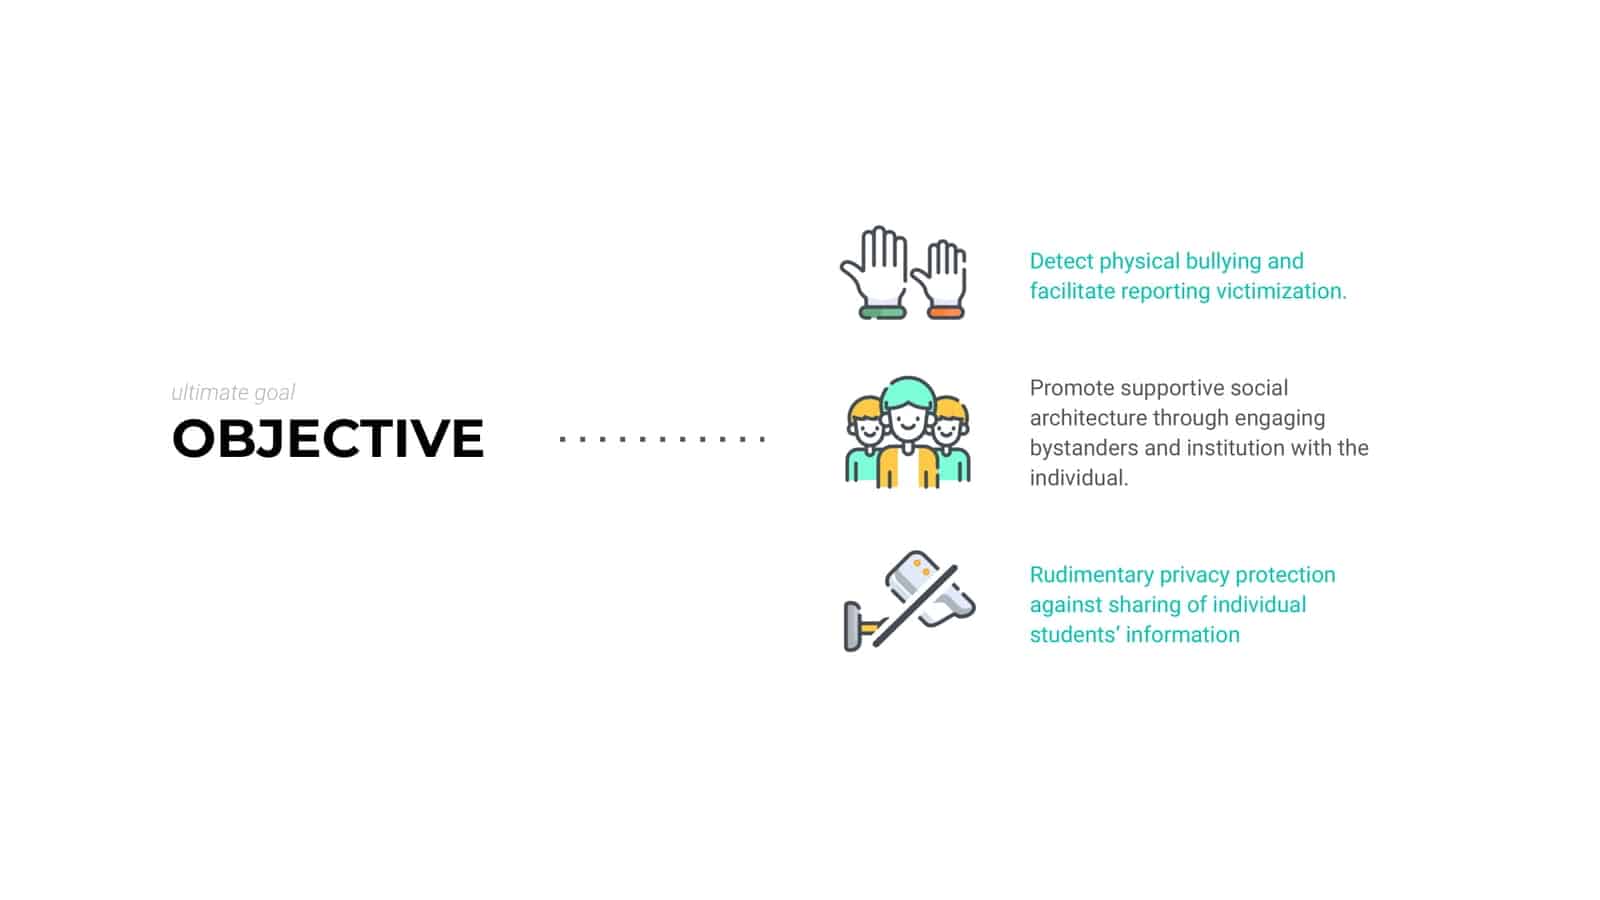 ultimate goal
OBJECTIVE
Detect physical bullying and
facilitate reporting victimization.
Promote supportive social
architecture through engaging
bystanders and institution with the
individual.
Rudimentary privacy protection
against sharing of individual
students’ information